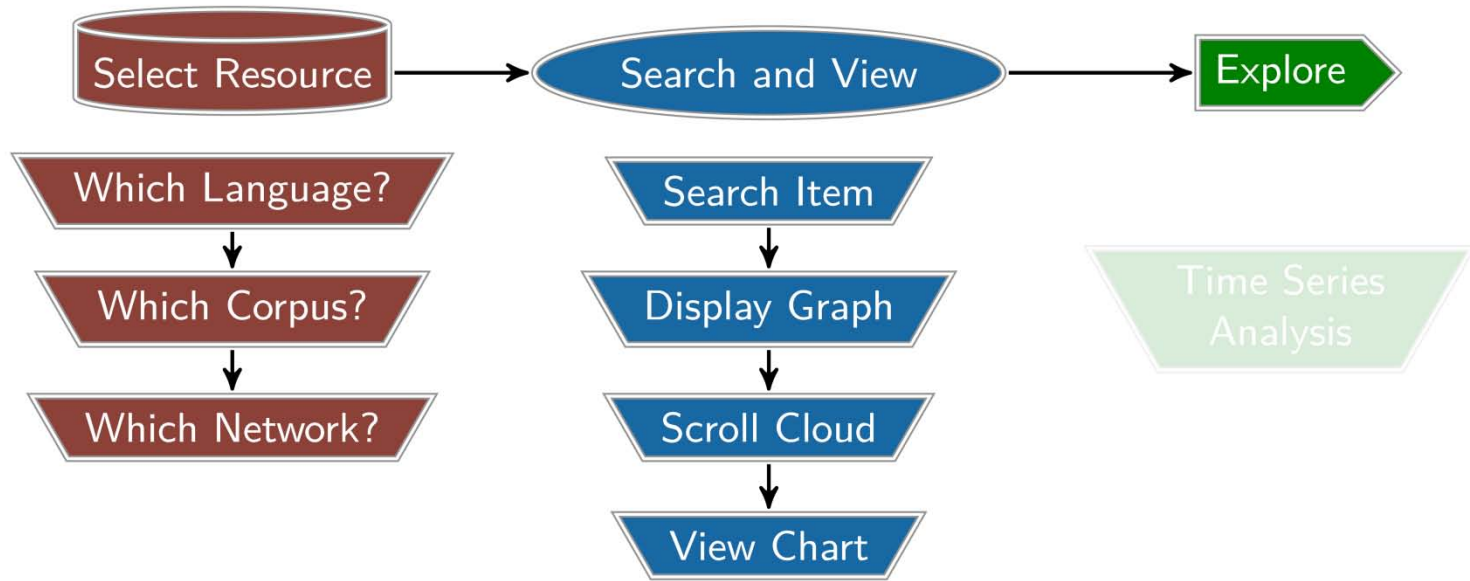 Select Resource
Search and View
Explore
Which Language?
Which Corpus?
Which Network?
Search Item
Display Graph
Scroll Cloud
View Chart
Time Series
Analysis